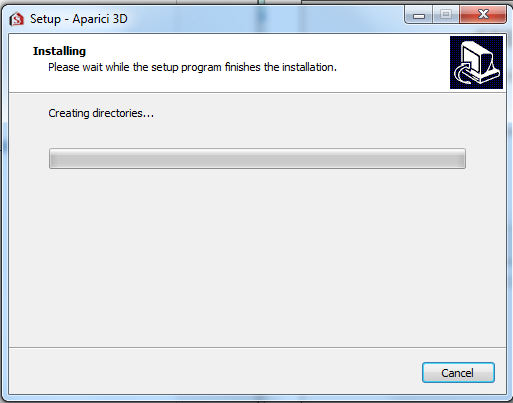 Setup - Aparici 3D
Installing
Please wait while the setup program finishes the installation.
Creating directories...
Cancel